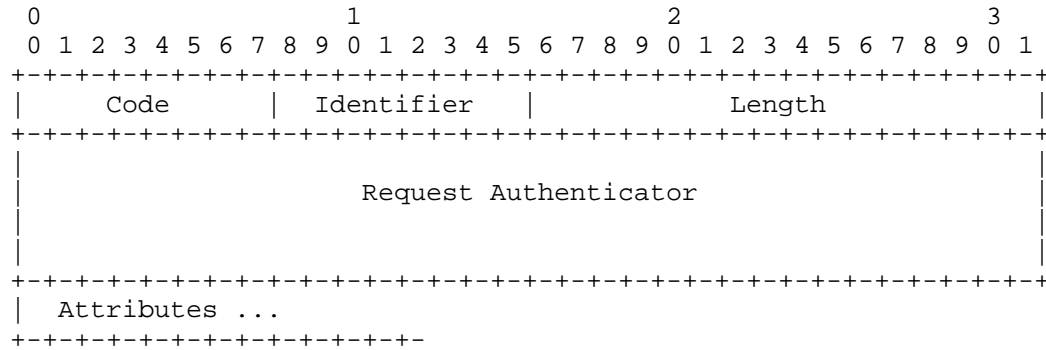 0                   1                   2                   3
 0 1 2 3 4 5 6 7 8 9 0 1 2 3 4 5 6 7 8 9 0 1 2 3 4 5 6 7 8 9 0 1
+-+-+-+-+-+-+-+-+-+-+-+-+-+-+-+-+-+-+-+-+-+-+-+-+-+-+-+-+-+-+-+-+
|     Code      |  Identifier   |            Length             |
+-+-+-+-+-+-+-+-+-+-+-+-+-+-+-+-+-+-+-+-+-+-+-+-+-+-+-+-+-+-+-+-+
|                                                               |
|                     Request Authenticator                     |
|                                                               |
|                                                               |
+-+-+-+-+-+-+-+-+-+-+-+-+-+-+-+-+-+-+-+-+-+-+-+-+-+-+-+-+-+-+-+-+
|  Attributes ...
+-+-+-+-+-+-+-+-+-+-+-+-+-